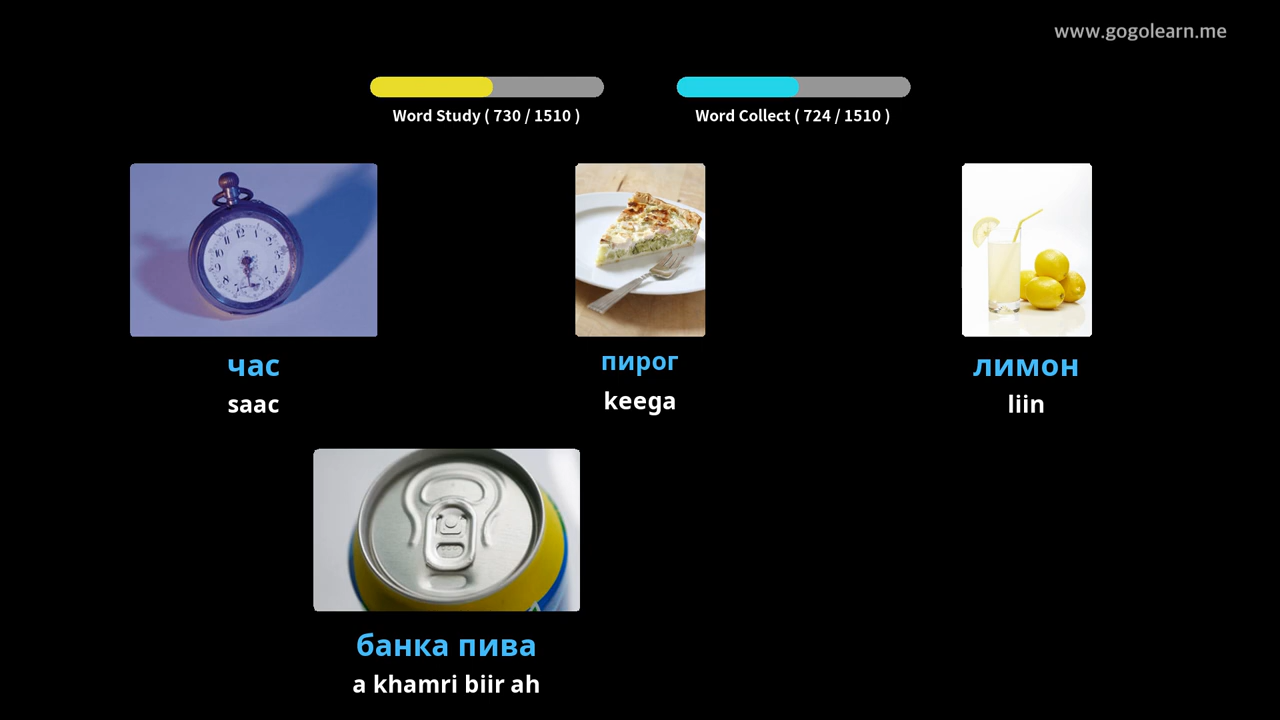 www.gogolearn.me
Word Study ( 730 / 1510 )
Word Collect ( 724 / 1510 )
час
saac
пирог
keega
лимон
liin
банка пива
a khamri biir ah